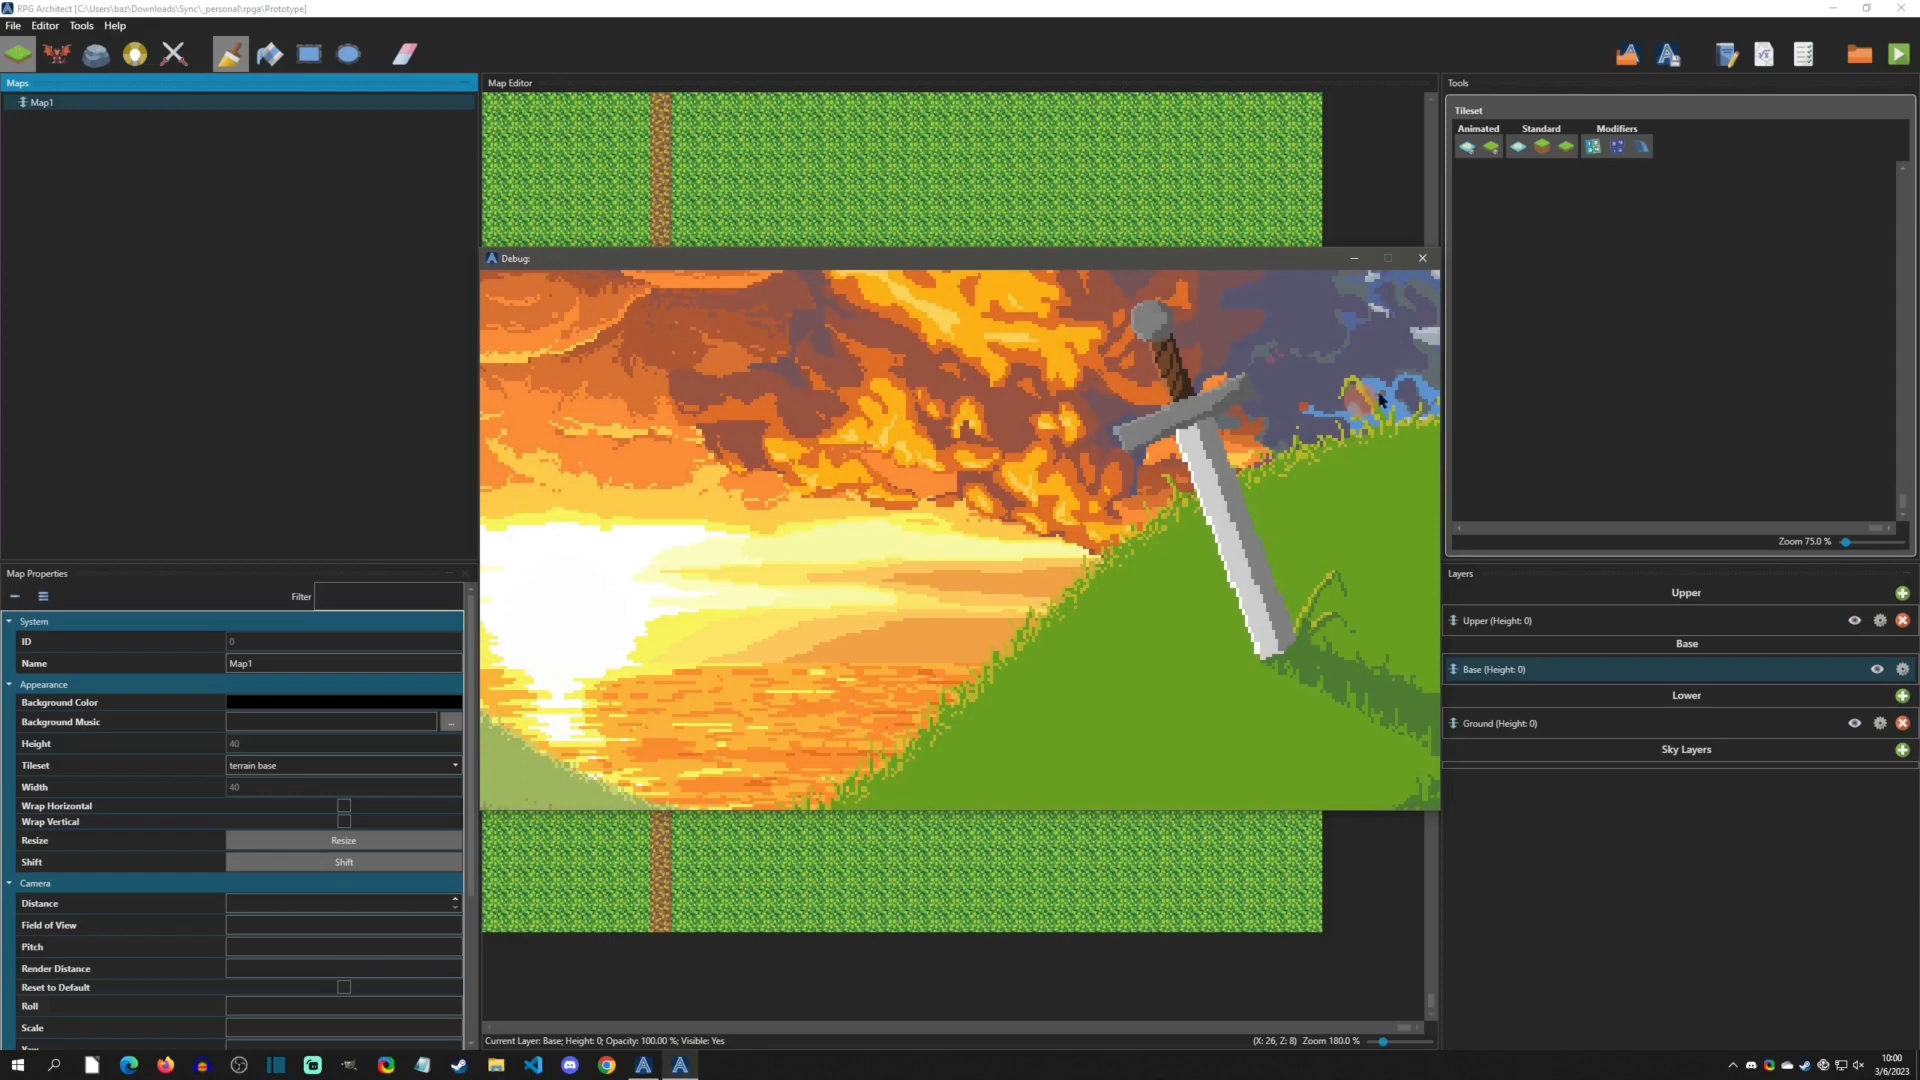 RPG Architect [C:\Users\baz\Downloads\Sync\_personal\rpga\Prototype]
File Editor Tools Help
Maps
Map1
Map Editor
Debug:
Tools
Tileset
Animated Standard Modifiers
Zoom 75.0 %
Map Properties
Filter
System
ID 0
Name Map1
Appearance
Background Color
Background Music ...
Height 40
Tileset terrain base
Width 40
Wrap Horizontal
Wrap Vertical
Resize Resize
Shift Shift
Camera
Distance
Field of View
Pitch
Render Distance
Reset to Default
Roll
Scale
Layers
Upper
Upper (Height: 0)
Base
Base (Height: 0)
Lower
Ground (Height: 0)
Sky Layers
Current Layer: Base; Height: 0; Opacity: 100.00 %; Visible: Yes
(X: 26, Z: 8) Zoom 180.0 %
10:00
3/6/2023